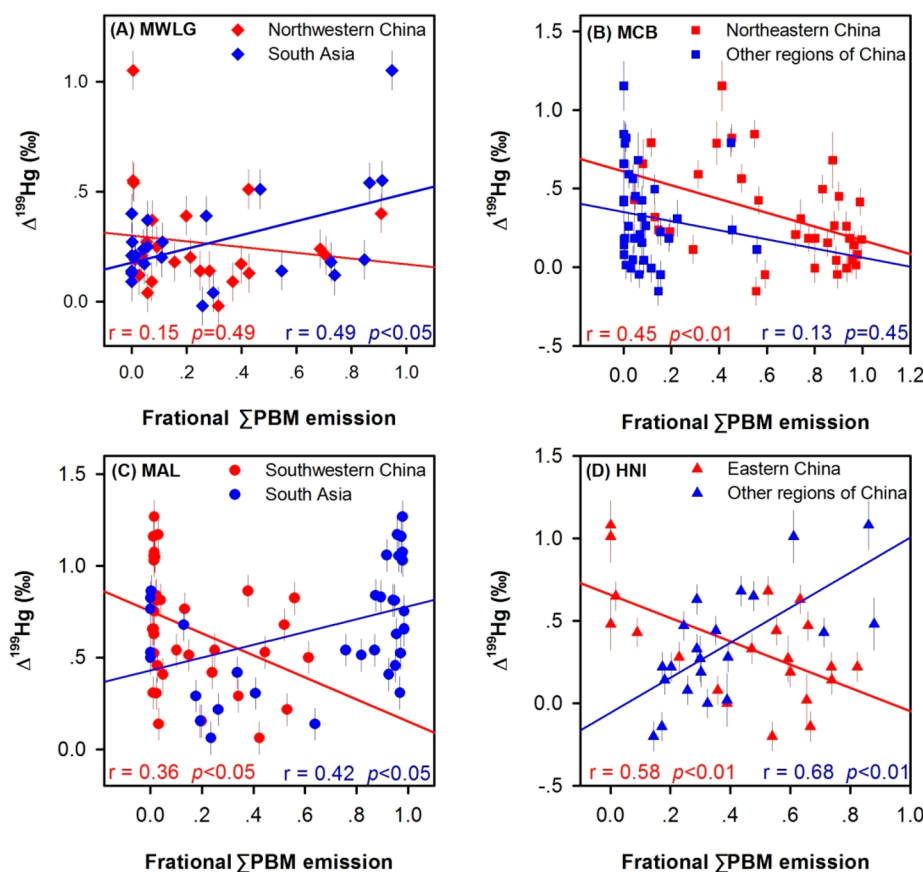 (A) MWLG
Northwestern China
South Asia
1.0
.5
0.0
Δ¹⁹⁹Hg (‰)
r = 0.15 p=0.49
r = 0.49 p<0.05
0.0 .2 .4 .6 .8 1.0
Frational ∑PBM emission
(B) MCB
Northeastern China
Other regions of China
1.5
1.0
.5
0.0
-.5
Δ¹⁹⁹Hg (‰)
r = 0.45 p<0.01
r = 0.13 p=0.45
0.0 .2 .4 .6 .8 1.0 1.2
Frational ∑PBM emission
(C) MAL
Southwestern China
South Asia
1.5
1.0
.5
0.0
Δ¹⁹⁹Hg (‰)
r = 0.36 p<0.05
r = 0.42 p<0.05
0.0 .2 .4 .6 .8 1.0
Frational ∑PBM emission
(D) HNI
Eastern China
Other regions of China
1.5
1.0
.5
0.0
-.5
Δ¹⁹⁹Hg (‰)
r = 0.58 p<0.01
r = 0.68 p<0.01
0.0 .2 .4 .6 .8 1.0
Frational ∑PBM emission